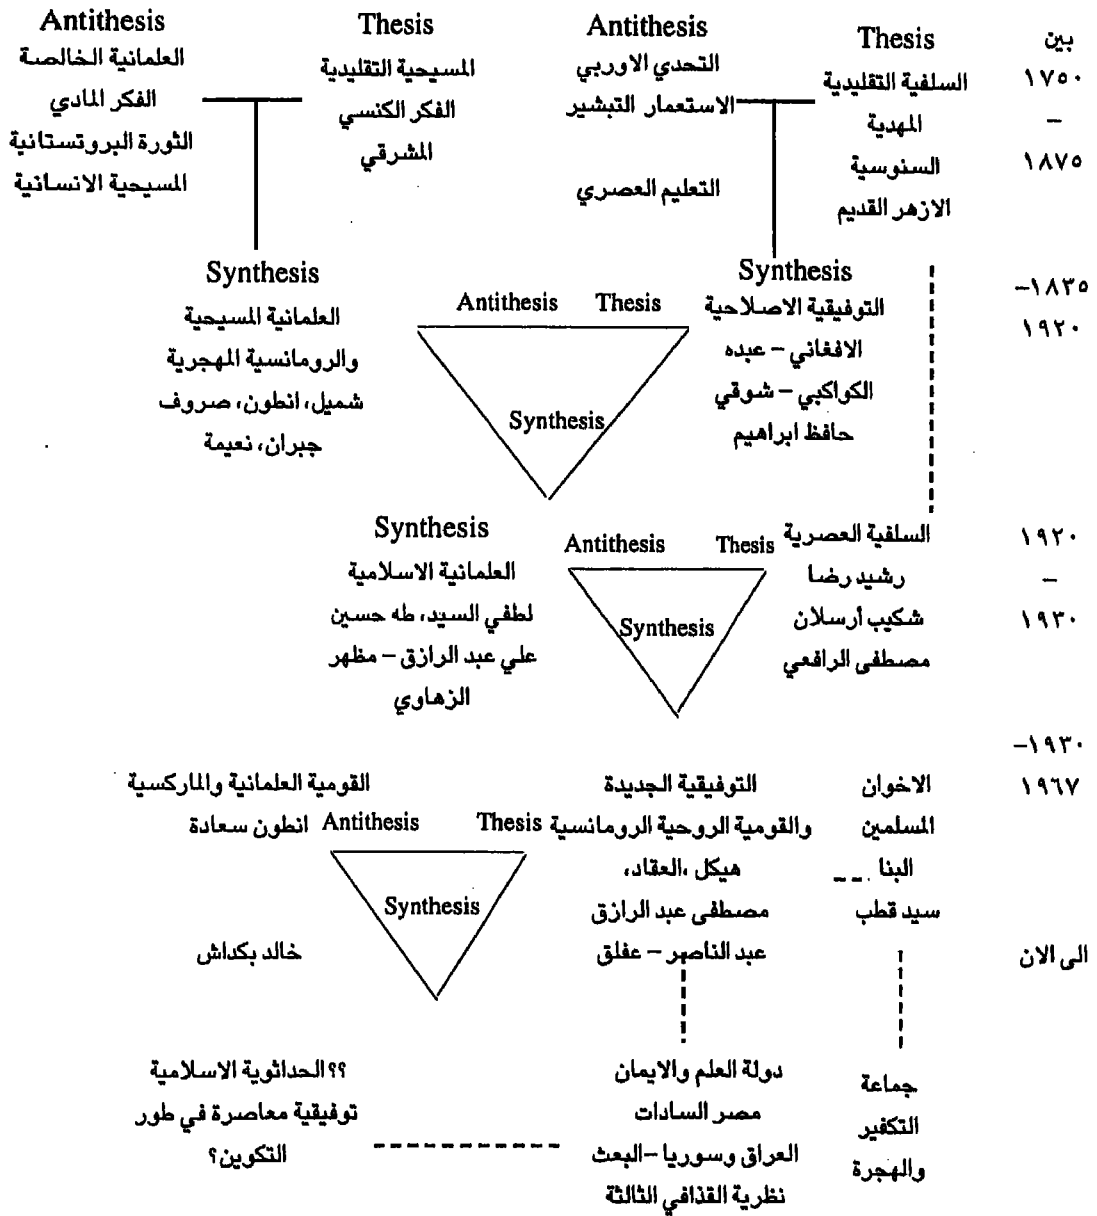 بين
١٧٥٠
–
١٨٧٥
Thesis
السلفية التقليدية
المهدية
السنوسية
الازهر القديم
Antithesis
التحدي الاوربي
الاستعمار التبشير
التعليم العصري
Thesis
المسيحية التقليدية
الفكر الكنسي
المشرقي
Antithesis
العلمانية الخالصة
الفكر المادي
الثورة البروتستانية
المسيحية الانسانية
١٨٣٥–
١٩٢٠
Synthesis
التوفيقية الاصلاحية
الافغاني – عبده
الكواكبي – شوقي
حافظ ابراهيم
Antithesis Thesis
Synthesis
Synthesis
العلمانية المسيحية
والرومانسية المهجرية
شميل، انطون، صروف
جبران، نعيمة
١٩٢٠
–
١٩٣٠
السلفية العصرية
رشيد رضا
شكيب أرسلان
مصطفى الرافعي
Antithesis Thesis
Synthesis
Synthesis
العلمانية الاسلامية
لطفي السيد، طه حسين
علي عبد الرازق – مظهر
الزهاوي
١٩٣٠–
١٩٦٧
الى الان
الاخوان
المسلمين
البنا
سيد قطب
التوفيقية الجديدة
والقومية الروحية الرومانسية
هيكل ،العقاد،
مصطفى عبد الرازق
عبد الناصر – عفلق
Antithesis Thesis
Synthesis
القومية العلمانية والماركسية
انطون سعادة
خالد بكداش
جماعة
التكفير
والهجرة
دولة العلم والايمان
مصر السادات
العراق وسوريا –البعث
نظرية القذافي الثالثة
؟؟ الحداثوية الاسلامية
توفيقية معاصرة في طور
التكوين؟